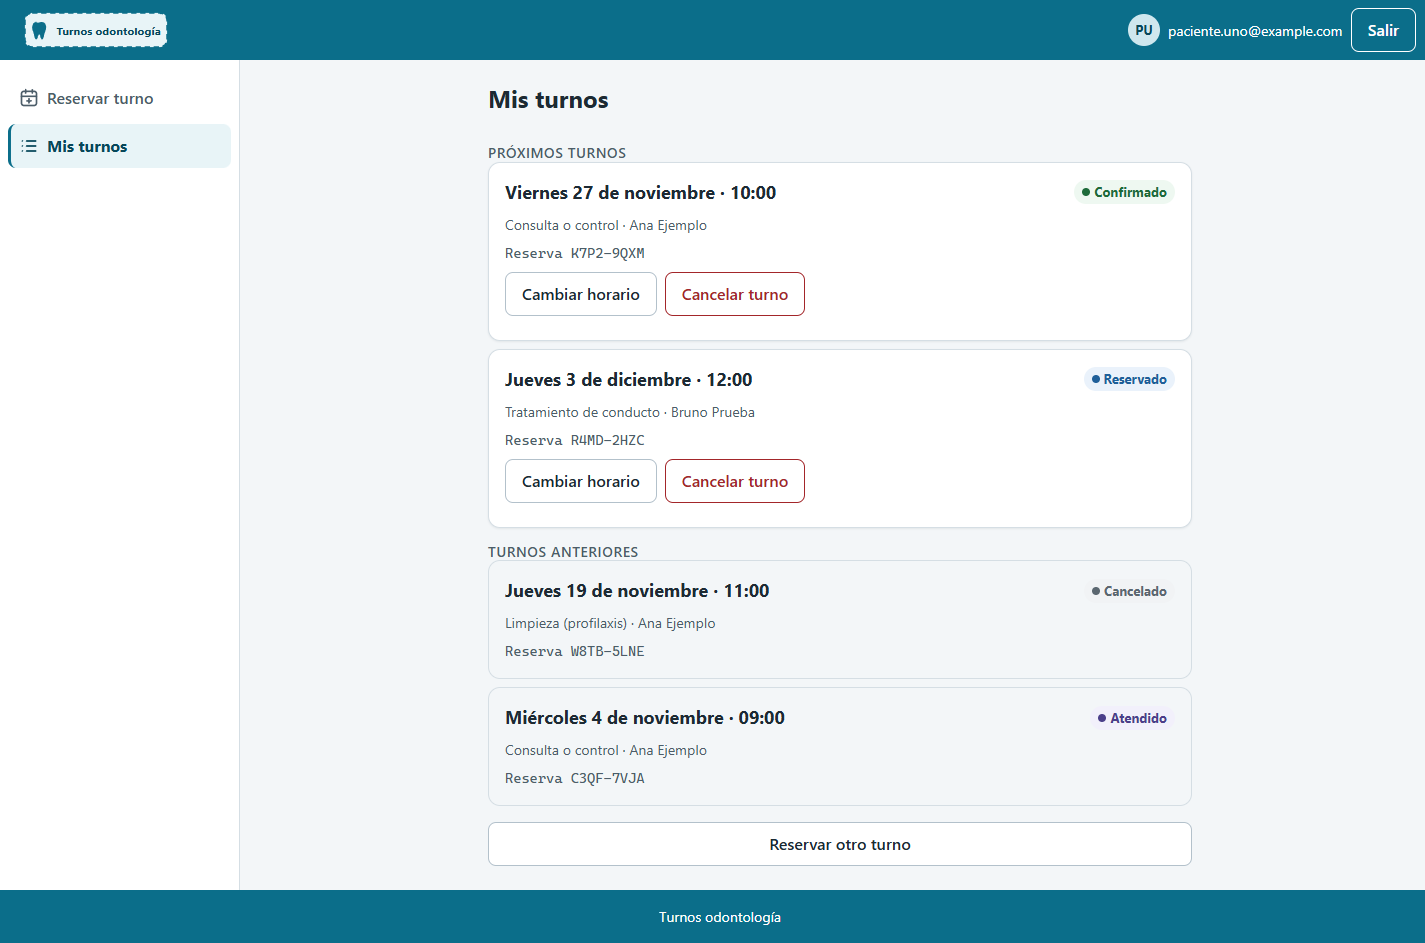 Turnos odontología
PU paciente.uno@example.com Salir
Reservar turno
Mis turnos
Mis turnos
PRÓXIMOS TURNOS
Viernes 27 de noviembre · 10:00 Confirmado
Consulta o control · Ana Ejemplo
Reserva K7P2-9QXM
Cambiar horario Cancelar turno
Jueves 3 de diciembre · 12:00 Reservado
Tratamiento de conducto · Bruno Prueba
Reserva R4MD-2HZC
Cambiar horario Cancelar turno
TURNOS ANTERIORES
Jueves 19 de noviembre · 11:00 Cancelado
Limpieza (profilaxis) · Ana Ejemplo
Reserva W8TB-5LNE
Miércoles 4 de noviembre · 09:00 Atendido
Consulta o control · Ana Ejemplo
Reserva C3QF-7VJA
Reservar otro turno
Turnos odontología